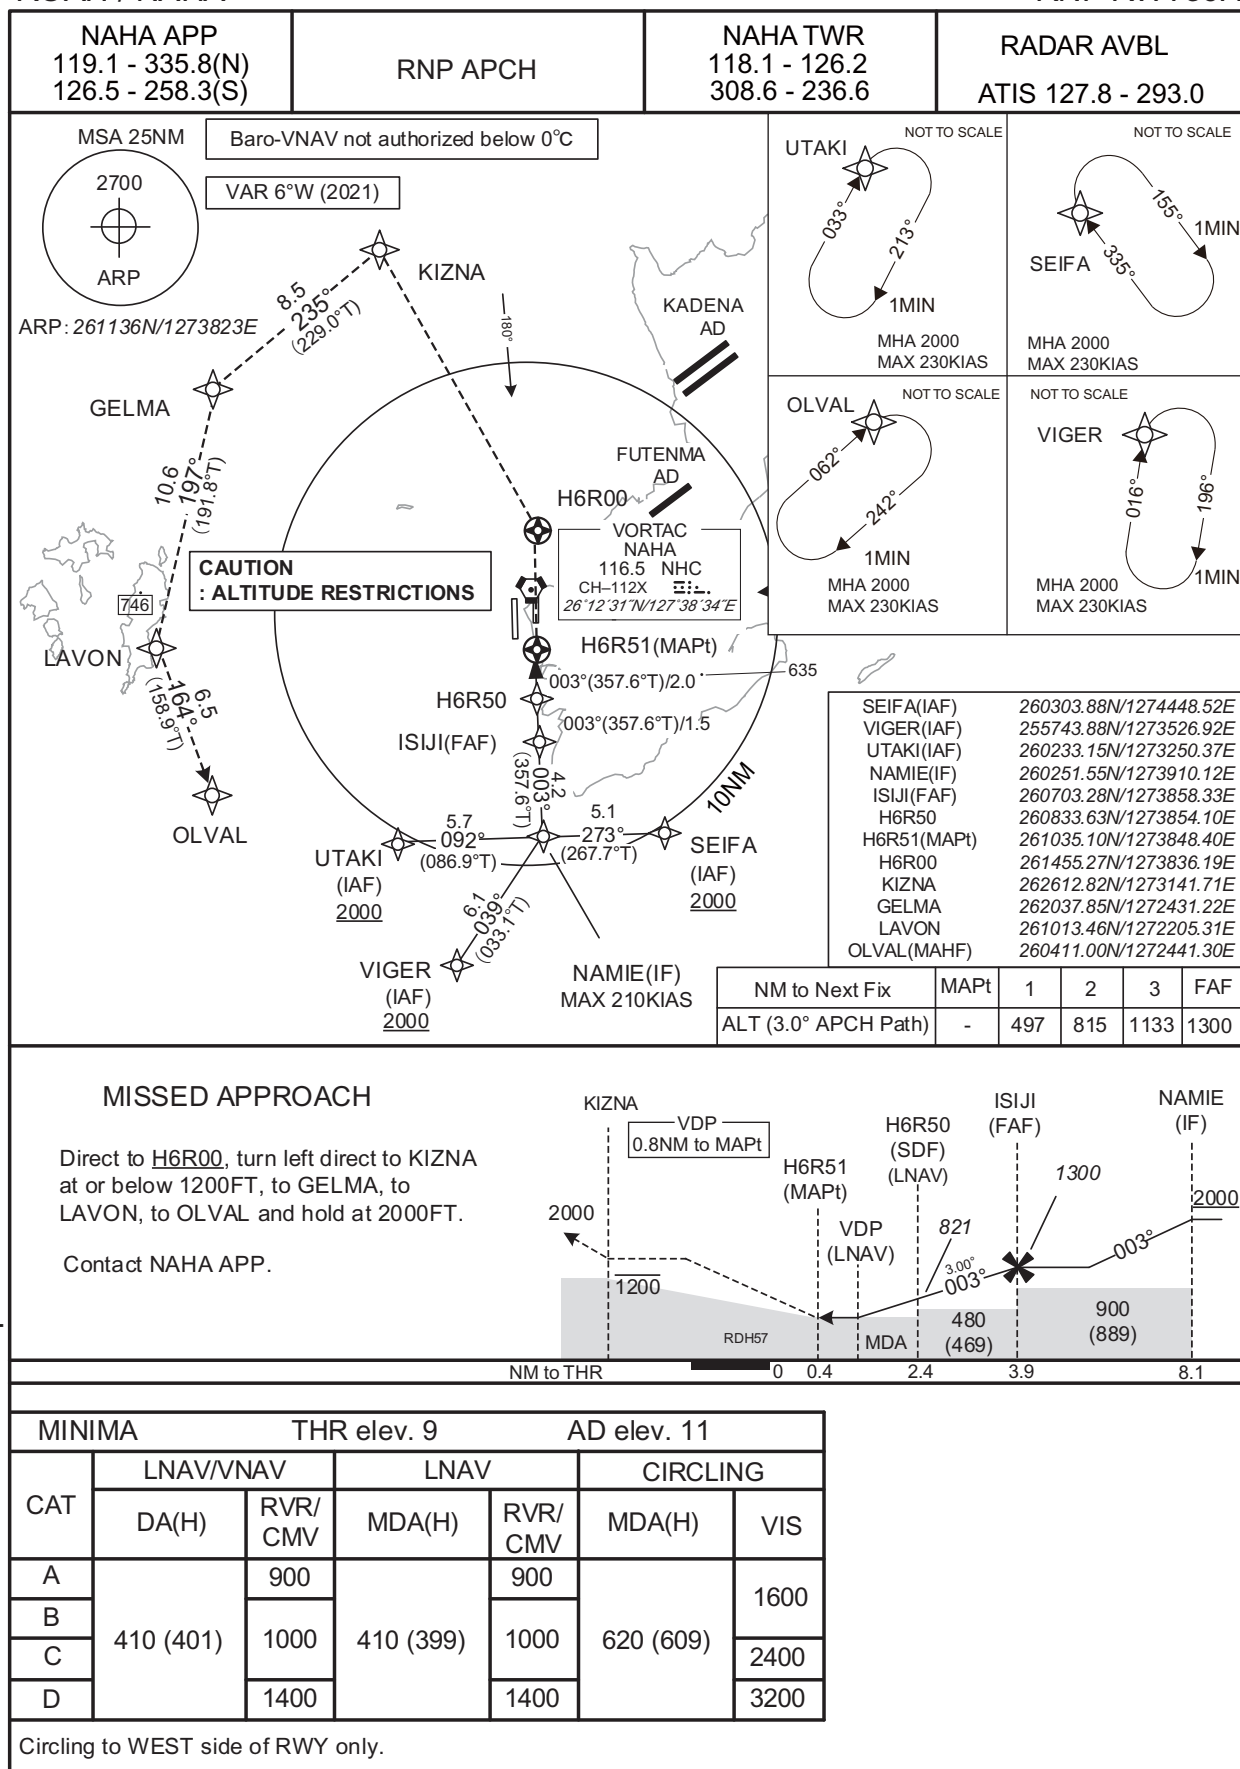 NAHA APP
119.1 - 335.8(N)
126.5 - 258.3(S)
RNP APCH
NAHA TWR
118.1 - 126.2
308.6 - 236.6
RADAR AVBL
ATIS 127.8 - 293.0
MSA 25NM
2700
ARP
ARP : 261136N/1273823E
Baro-VNAV not authorized below 0°C
VAR 6°W (2021)
KIZNA
8.5
235°
(229.0°T)
180°
GELMA
10.6
197°
(191.8°T)
KADENA
AD
FUTENMA
AD
H6R00
VORTAC
NAHA
116.5 NHC
CH–112X
26°12′31″N/127°38′34″E
CAUTION
: ALTITUDE RESTRICTIONS
746
LAVON
6.5
164°
(158.9°T)
OLVAL
H6R51(MAPt)
003°(357.6°T)/2.0
635
H6R50
003°(357.6°T)/1.5
ISIJI(FAF)
4.2
003°
(357.6°T)
10NM
5.7
092°
(086.9°T)
5.1
273°
(267.7°T)
UTAKI
(IAF)
2000
SEIFA
(IAF)
2000
6.1
039°
(033.1°T)
VIGER
(IAF)
2000
NAMIE(IF)
MAX 210KIAS
NOT TO SCALE
UTAKI
033°
213°
1MIN
MHA 2000
MAX 230KIAS
NOT TO SCALE
SEIFA
155°
335°
1MIN
MHA 2000
MAX 230KIAS
NOT TO SCALE
OLVAL
062°
242°
1MIN
MHA 2000
MAX 230KIAS
NOT TO SCALE
VIGER
016°
196°
1MIN
MHA 2000
MAX 230KIAS
SEIFA(IAF) 260303.88N/1274448.52E
VIGER(IAF) 255743.88N/1273526.92E
UTAKI(IAF) 260233.15N/1273250.37E
NAMIE(IF) 260251.55N/1273910.12E
ISIJI(FAF) 260703.28N/1273858.33E
H6R50 260833.63N/1273854.10E
H6R51(MAPt) 261035.10N/1273848.40E
H6R00 261455.27N/1273836.19E
KIZNA 262612.82N/1273141.71E
GELMA 262037.85N/1272431.22E
LAVON 261013.46N/1272205.31E
OLVAL(MAHF) 260411.00N/1272441.30E
NM to Next Fix MAPt 1 2 3 FAF
ALT (3.0° APCH Path) - 497 815 1133 1300
MISSED APPROACH
Direct to H6R00, turn left direct to KIZNA
at or below 1200FT, to GELMA, to
LAVON, to OLVAL and hold at 2000FT.
Contact NAHA APP.
KIZNA
VDP
0.8NM to MAPt
H6R51
(MAPt)
VDP
(LNAV)
H6R50
(SDF)
(LNAV)
ISIJI
(FAF)
NAMIE
(IF)
2000
1200
821
1300
2000
3.00°
003°
003°
RDH57
MDA
480
(469)
900
(889)
NM to THR 0 0.4 2.4 3.9 8.1
MINIMA THR elev. 9 AD elev. 11
CAT LNAV/VNAV LNAV CIRCLING
DA(H) RVR/CMV MDA(H) RVR/CMV MDA(H) VIS
A 900 900 1600
B
410 (401) 1000 410 (399) 1000 620 (609)
C 2400
D 1400 1400 3200
Circling to WEST side of RWY only.